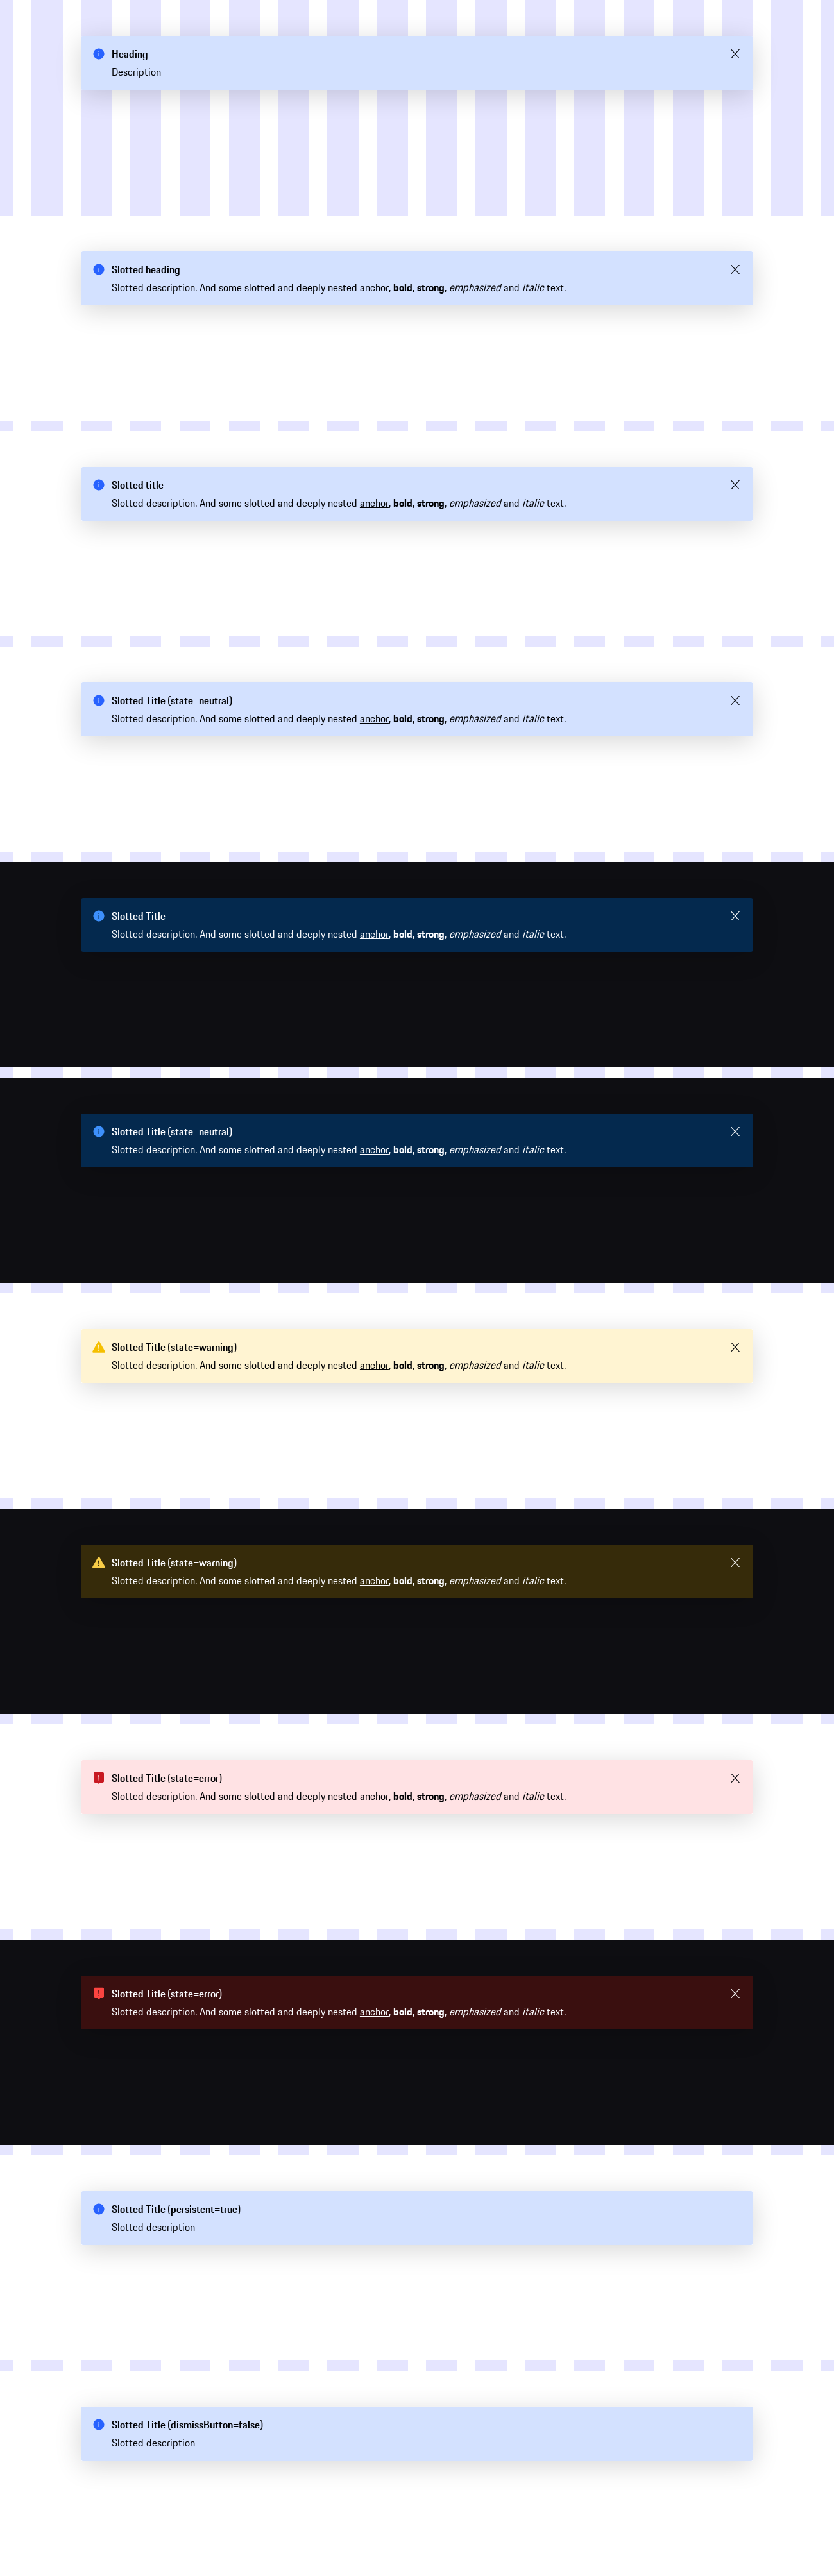 Heading
Description
Slotted heading
Slotted description. And some slotted and deeply nested anchor, bold, strong, emphasized and italic text.
Slotted title
Slotted description. And some slotted and deeply nested anchor, bold, strong, emphasized and italic text.
Slotted Title (state=neutral)
Slotted description. And some slotted and deeply nested anchor, bold, strong, emphasized and italic text.
Slotted Title
Slotted description. And some slotted and deeply nested anchor, bold, strong, emphasized and italic text.
Slotted Title (state=neutral)
Slotted description. And some slotted and deeply nested anchor, bold, strong, emphasized and italic text.
Slotted Title (state=warning)
Slotted description. And some slotted and deeply nested anchor, bold, strong, emphasized and italic text.
Slotted Title (state=warning)
Slotted description. And some slotted and deeply nested anchor, bold, strong, emphasized and italic text.
Slotted Title (state=error)
Slotted description. And some slotted and deeply nested anchor, bold, strong, emphasized and italic text.
Slotted Title (state=error)
Slotted description. And some slotted and deeply nested anchor, bold, strong, emphasized and italic text.
Slotted Title (persistent=true)
Slotted description
Slotted Title (dismissButton=false)
Slotted description